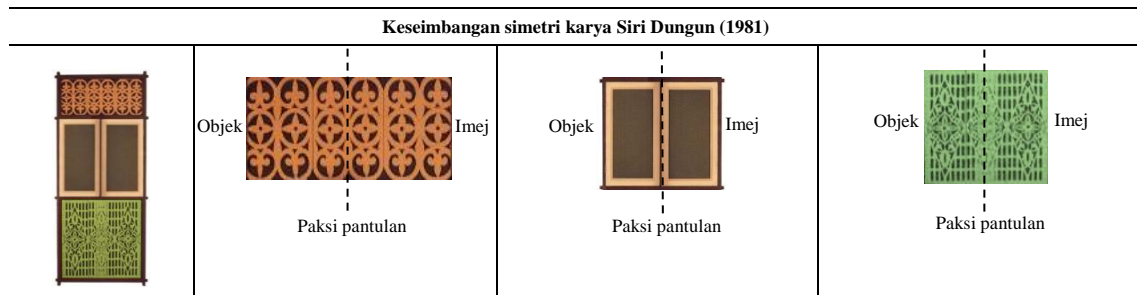 Keseimbangan simetri karya Siri Dungun (1981)
Objek Imej
Paksi pantulan
Objek Imej
Paksi pantulan
Objek Imej
Paksi pantulan